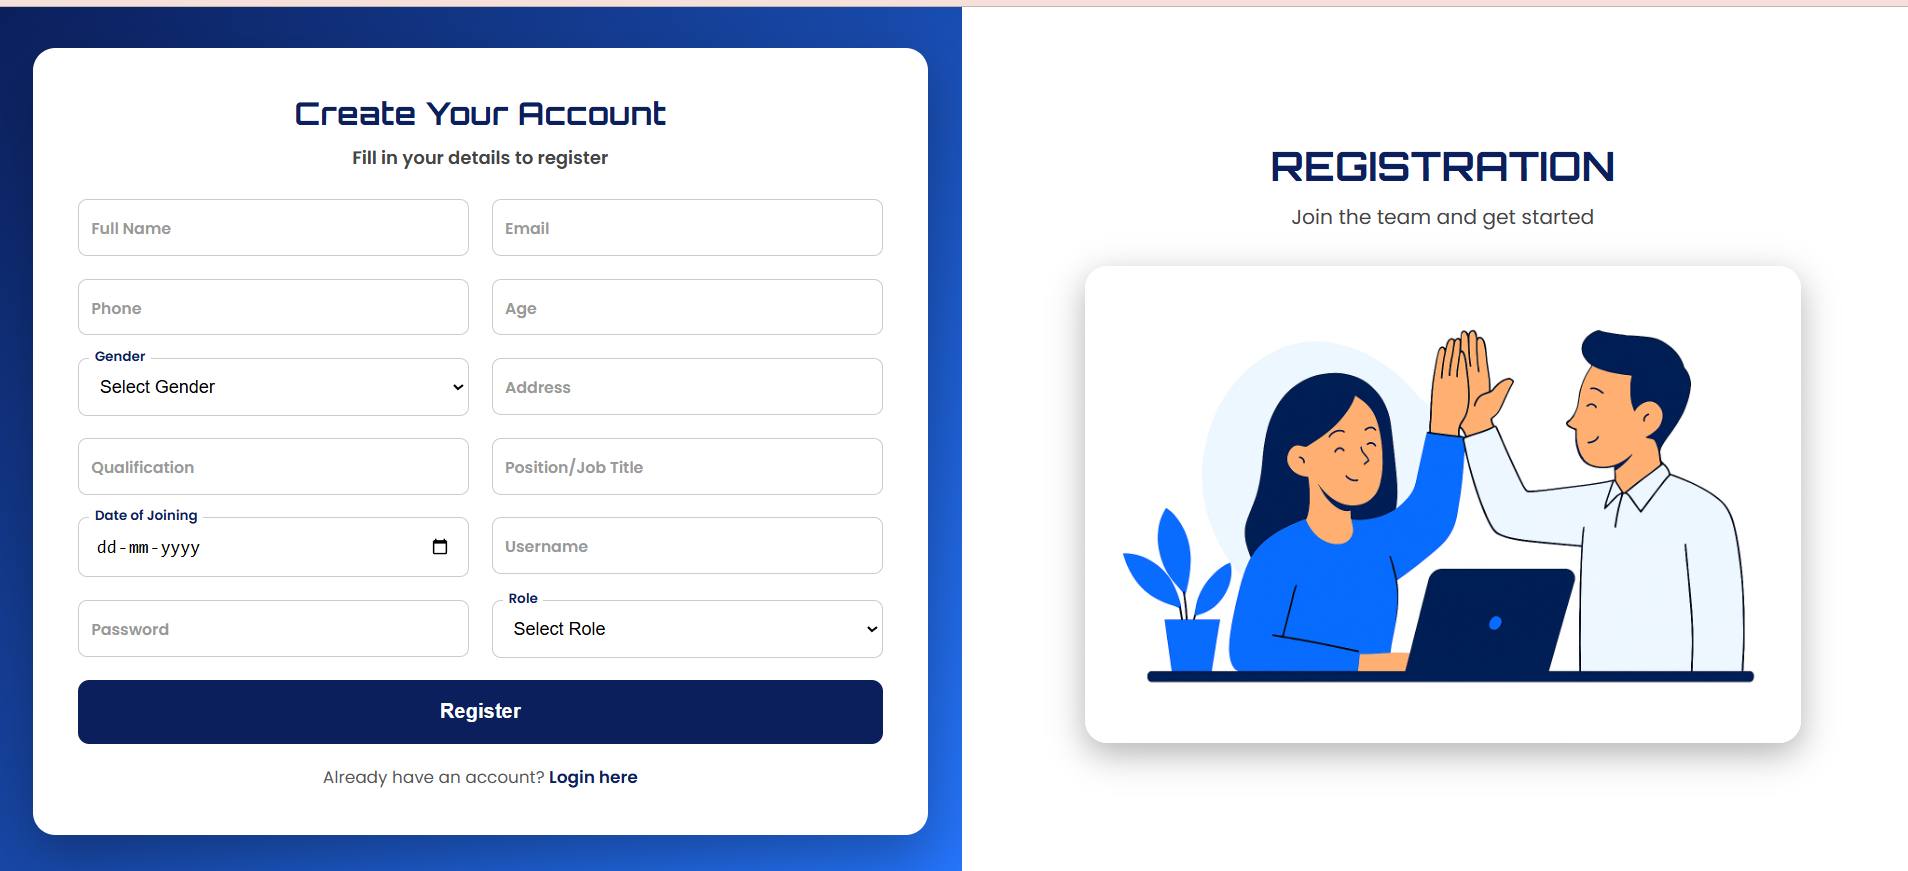 Create Your Account
Fill in your details to register
Full Name
Email
Phone
Age
Gender
Select Gender
Address
Qualification
Position/Job Title
Date of Joining
dd-mm-yyyy
Username
Password
Role
Select Role
Register
Already have an account? Login here
REGISTRATION
Join the team and get started